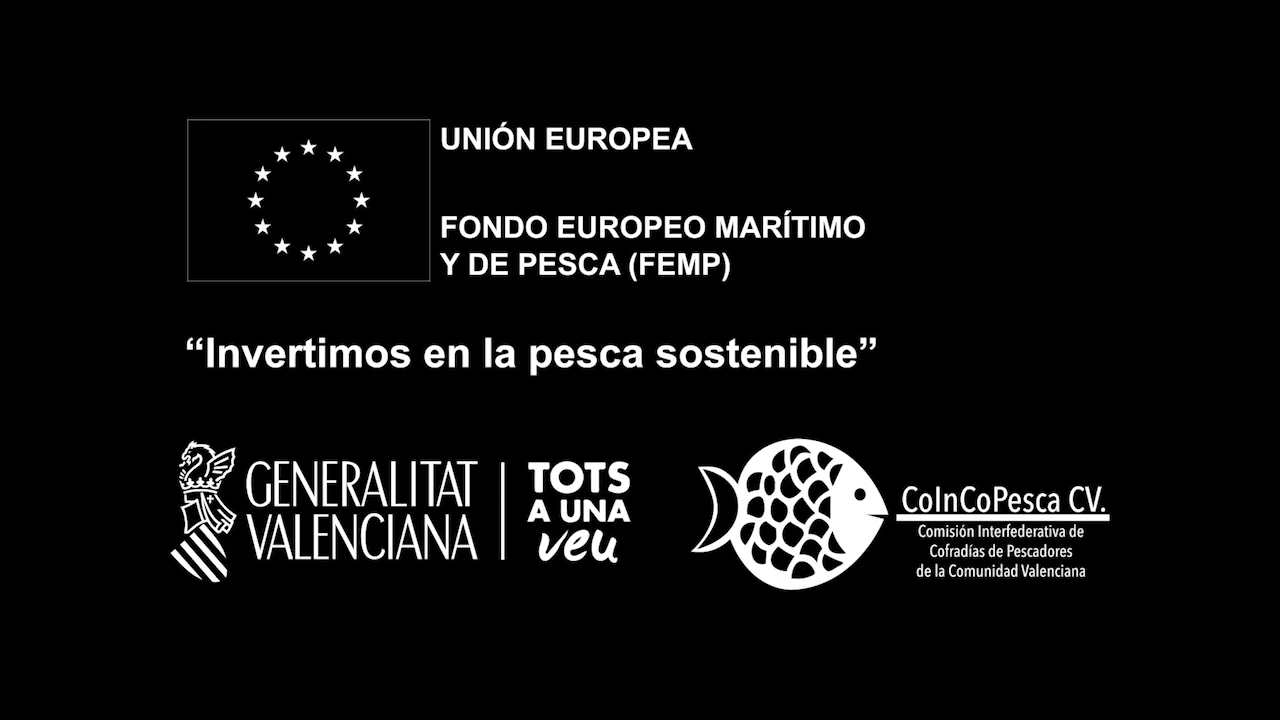 UNIÓN EUROPEA
FONDO EUROPEO MARÍTIMO
Y DE PESCA (FEMP)
“Invertimos en la pesca sostenible”
GENERALITAT
VALENCIANA
TOTS
A UNA
veu
CoInCoPesca CV.
Comisión Interfederativa de
Cofradías de Pescadores
de la Comunidad Valenciana